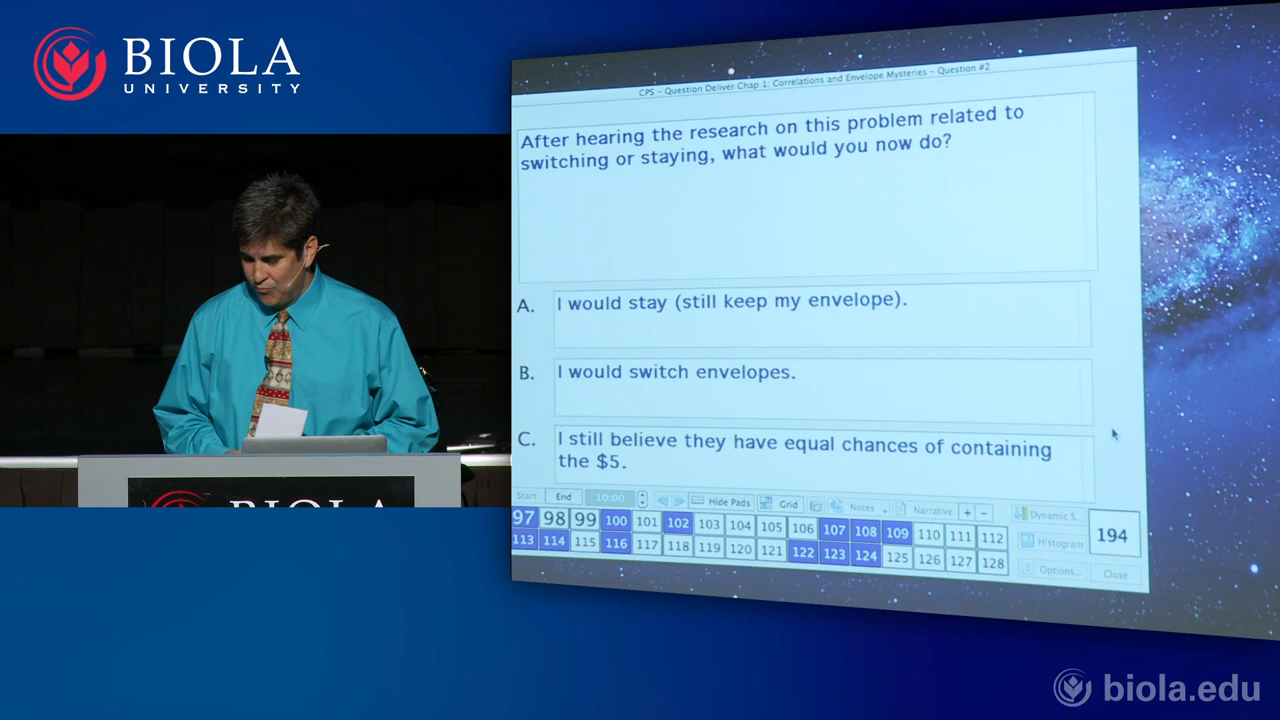 BIOLA
UNIVERSITY
CPS - Question Deliver Chap 1: Correlations and Envelope Mysteries - Question #2
After hearing the research on this problem related to
switching or staying, what would you now do?
A. I would stay (still keep my envelope).
B. I would switch envelopes.
C. I still believe they have equal chances of containing
the $5.
Start End 10:00 Hide Pads Grid Notes Narrative + - Dynamic S...
97 98 99 100 101 102 103 104 105 106 107 108 109 110 111 112
194
Histogram
113 114 115 116 117 118 119 120 121 122 123 124 125 126 127 128
Options... Close
BIOLA
biola.edu